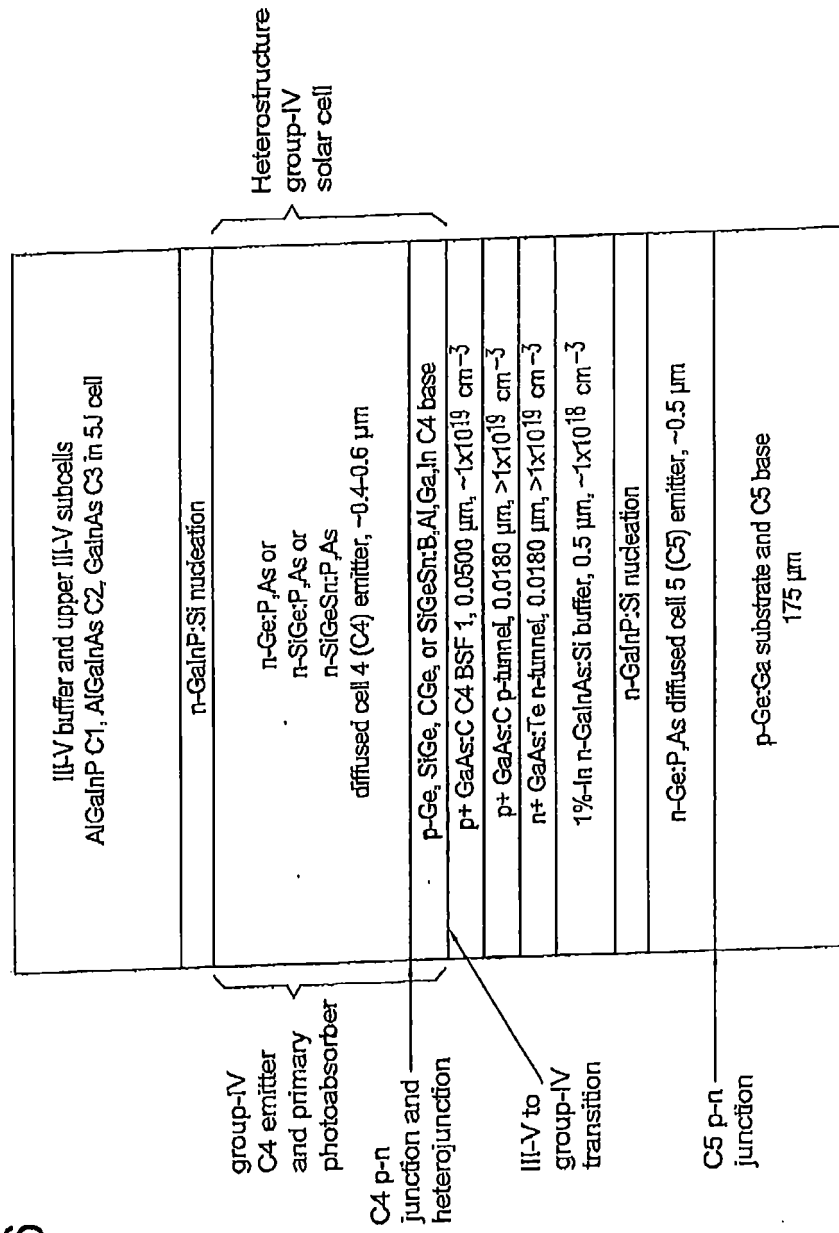 III-V buffer and upper III-V subcells
AlGaInP C1, AlGaInAs C2, GaInAs C3 in 5J cell
n-GaInP:Si nucleation
n-Ge:P,As or
n-SiGe:P,As or
n-SiGeSn:P,As
diffused cell 4 (C4) emitter, ~0.4-0.6 µm
p-Ge, SiGe, CGe, or SiGeSn:B,Al,Ga,In C4 base
p+ GaAs:C C4 BSF 1, 0.0500 µm, ~1x10¹⁹ cm⁻³
p+ GaAs:C p-tunnel, 0.0180 µm, >1x10¹⁹ cm⁻³
n+ GaAs:Te n-tunnel, 0.0180 µm, >1x10¹⁹ cm⁻³
1%-In n-GaInAs:Si buffer, 0.5 µm, ~1x10¹⁸ cm⁻³
n-GaInP:Si nucleation
n-Ge:P,As diffused cell 5 (C5) emitter, ~0.5 µm
p-Ge:Ga substrate and C5 base
175 µm
group-IV
C4 emitter
and primary
photoabsorber
C4 p-n
junction and
heterojunction
III-V to
group-IV
transition
C5 p-n
junction
Heterostructure
group-IV
solar cell